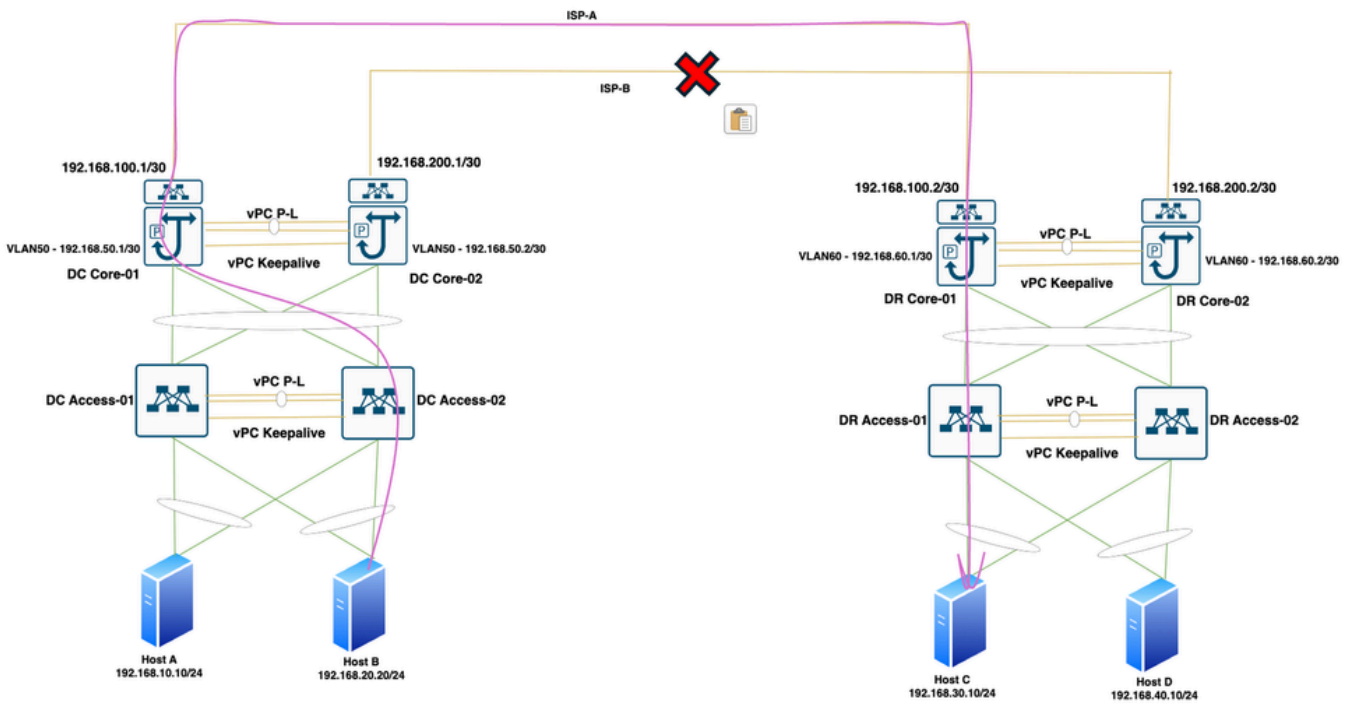 ISP-A
ISP-B
192.168.100.1/30
192.168.200.1/30
vPC P-L
P
P
VLAN50 - 192.168.50.1/30
VLAN50 - 192.168.50.2/30
vPC Keepalive
DC Core-01
DC Core-02
192.168.100.2/30
192.168.200.2/30
vPC P-L
P
P
VLAN60 - 192.168.60.1/30
VLAN60 - 192.168.60.2/30
vPC Keepalive
DR Core-01
DR Core-02
vPC P-L
DC Access-01
DC Access-02
vPC Keepalive
vPC P-L
DR Access-01
DR Access-02
vPC Keepalive
Host A
192.168.10.10/24
Host B
192.168.20.20/24
Host C
192.168.30.10/24
Host D
192.168.40.10/24